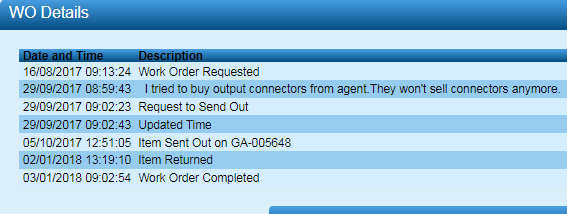 WO Details
Date and Time Description
16/08/2017 09:13:24 Work Order Requested
29/09/2017 08:59:43 I tried to buy output connectors from agent.They won't sell connectors anymore.
29/09/2017 09:02:23 Request to Send Out
29/09/2017 09:02:43 Updated Time
05/10/2017 12:51:05 Item Sent Out on GA-005648
02/01/2018 13:19:10 Item Returned
03/01/2018 09:02:54 Work Order Completed